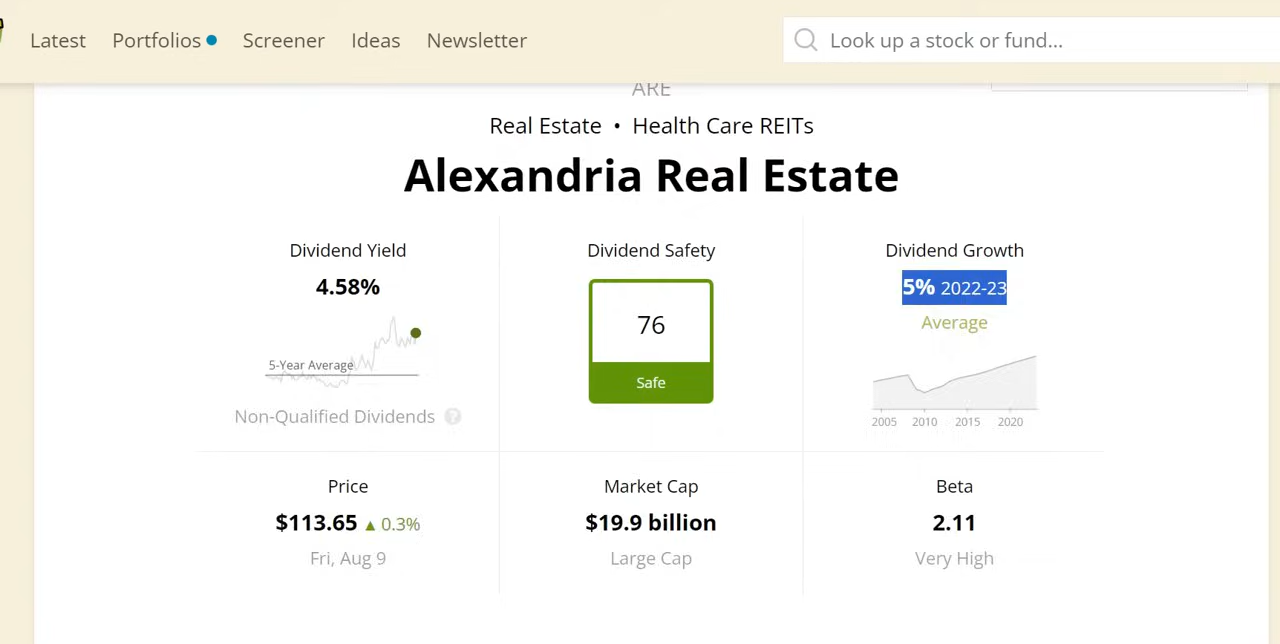 Latest Portfolios Screener Ideas Newsletter Look up a stock or fund...
ARE
Real Estate • Health Care REITs
Alexandria Real Estate
Dividend Yield
4.58%
5-Year Average
Non-Qualified Dividends ?
Dividend Safety
76
Safe
Dividend Growth
5% 2022-23
Average
2005 2010 2015 2020
Price
$113.65 ▲ 0.3%
Fri, Aug 9
Market Cap
$19.9 billion
Large Cap
Beta
2.11
Very High